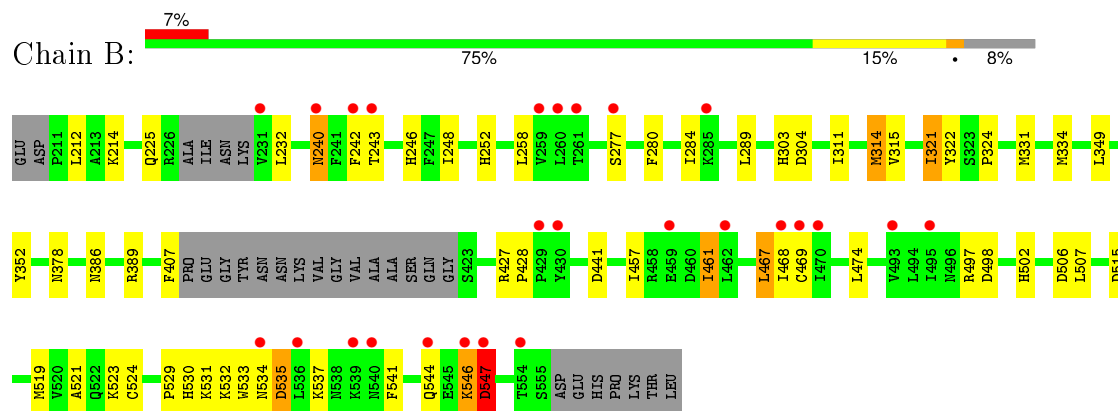 7%
Chain B:
75% 15% • 8%
GLU ASP P211 L212 A213 K214 Q225 R226 ALA ILE ASN LYS V231 L232 N240 F241 F242 T243 H246 F247 I248 H252 L258 V259 L260 T261 S277 F280 I284 K285 L289 H303 D304 I311 M314 V315 I321 Y322 S323 P324 M331 M334 L349
Y352 N378 N386 R389 F407 PRO GLU GLY TYR ASN ASN LYS VAL GLY VAL ALA ALA SER GLN GLY S423 R427 P428 P429 Y430 D441 I457 R458 E459 D460 I461 L462 L467 I468 C469 I470 L474 V493 L494 I495 N496 R497 D498 H502 D506 L507 D515
M519 V520 A521 Q522 K523 C524 P529 H530 K531 K532 W533 N534 D535 L536 K537 N538 K539 N540 F541 Q544 E545 K546 D547 T554 S555 ASP GLU HIS PRO LYS THR LEU